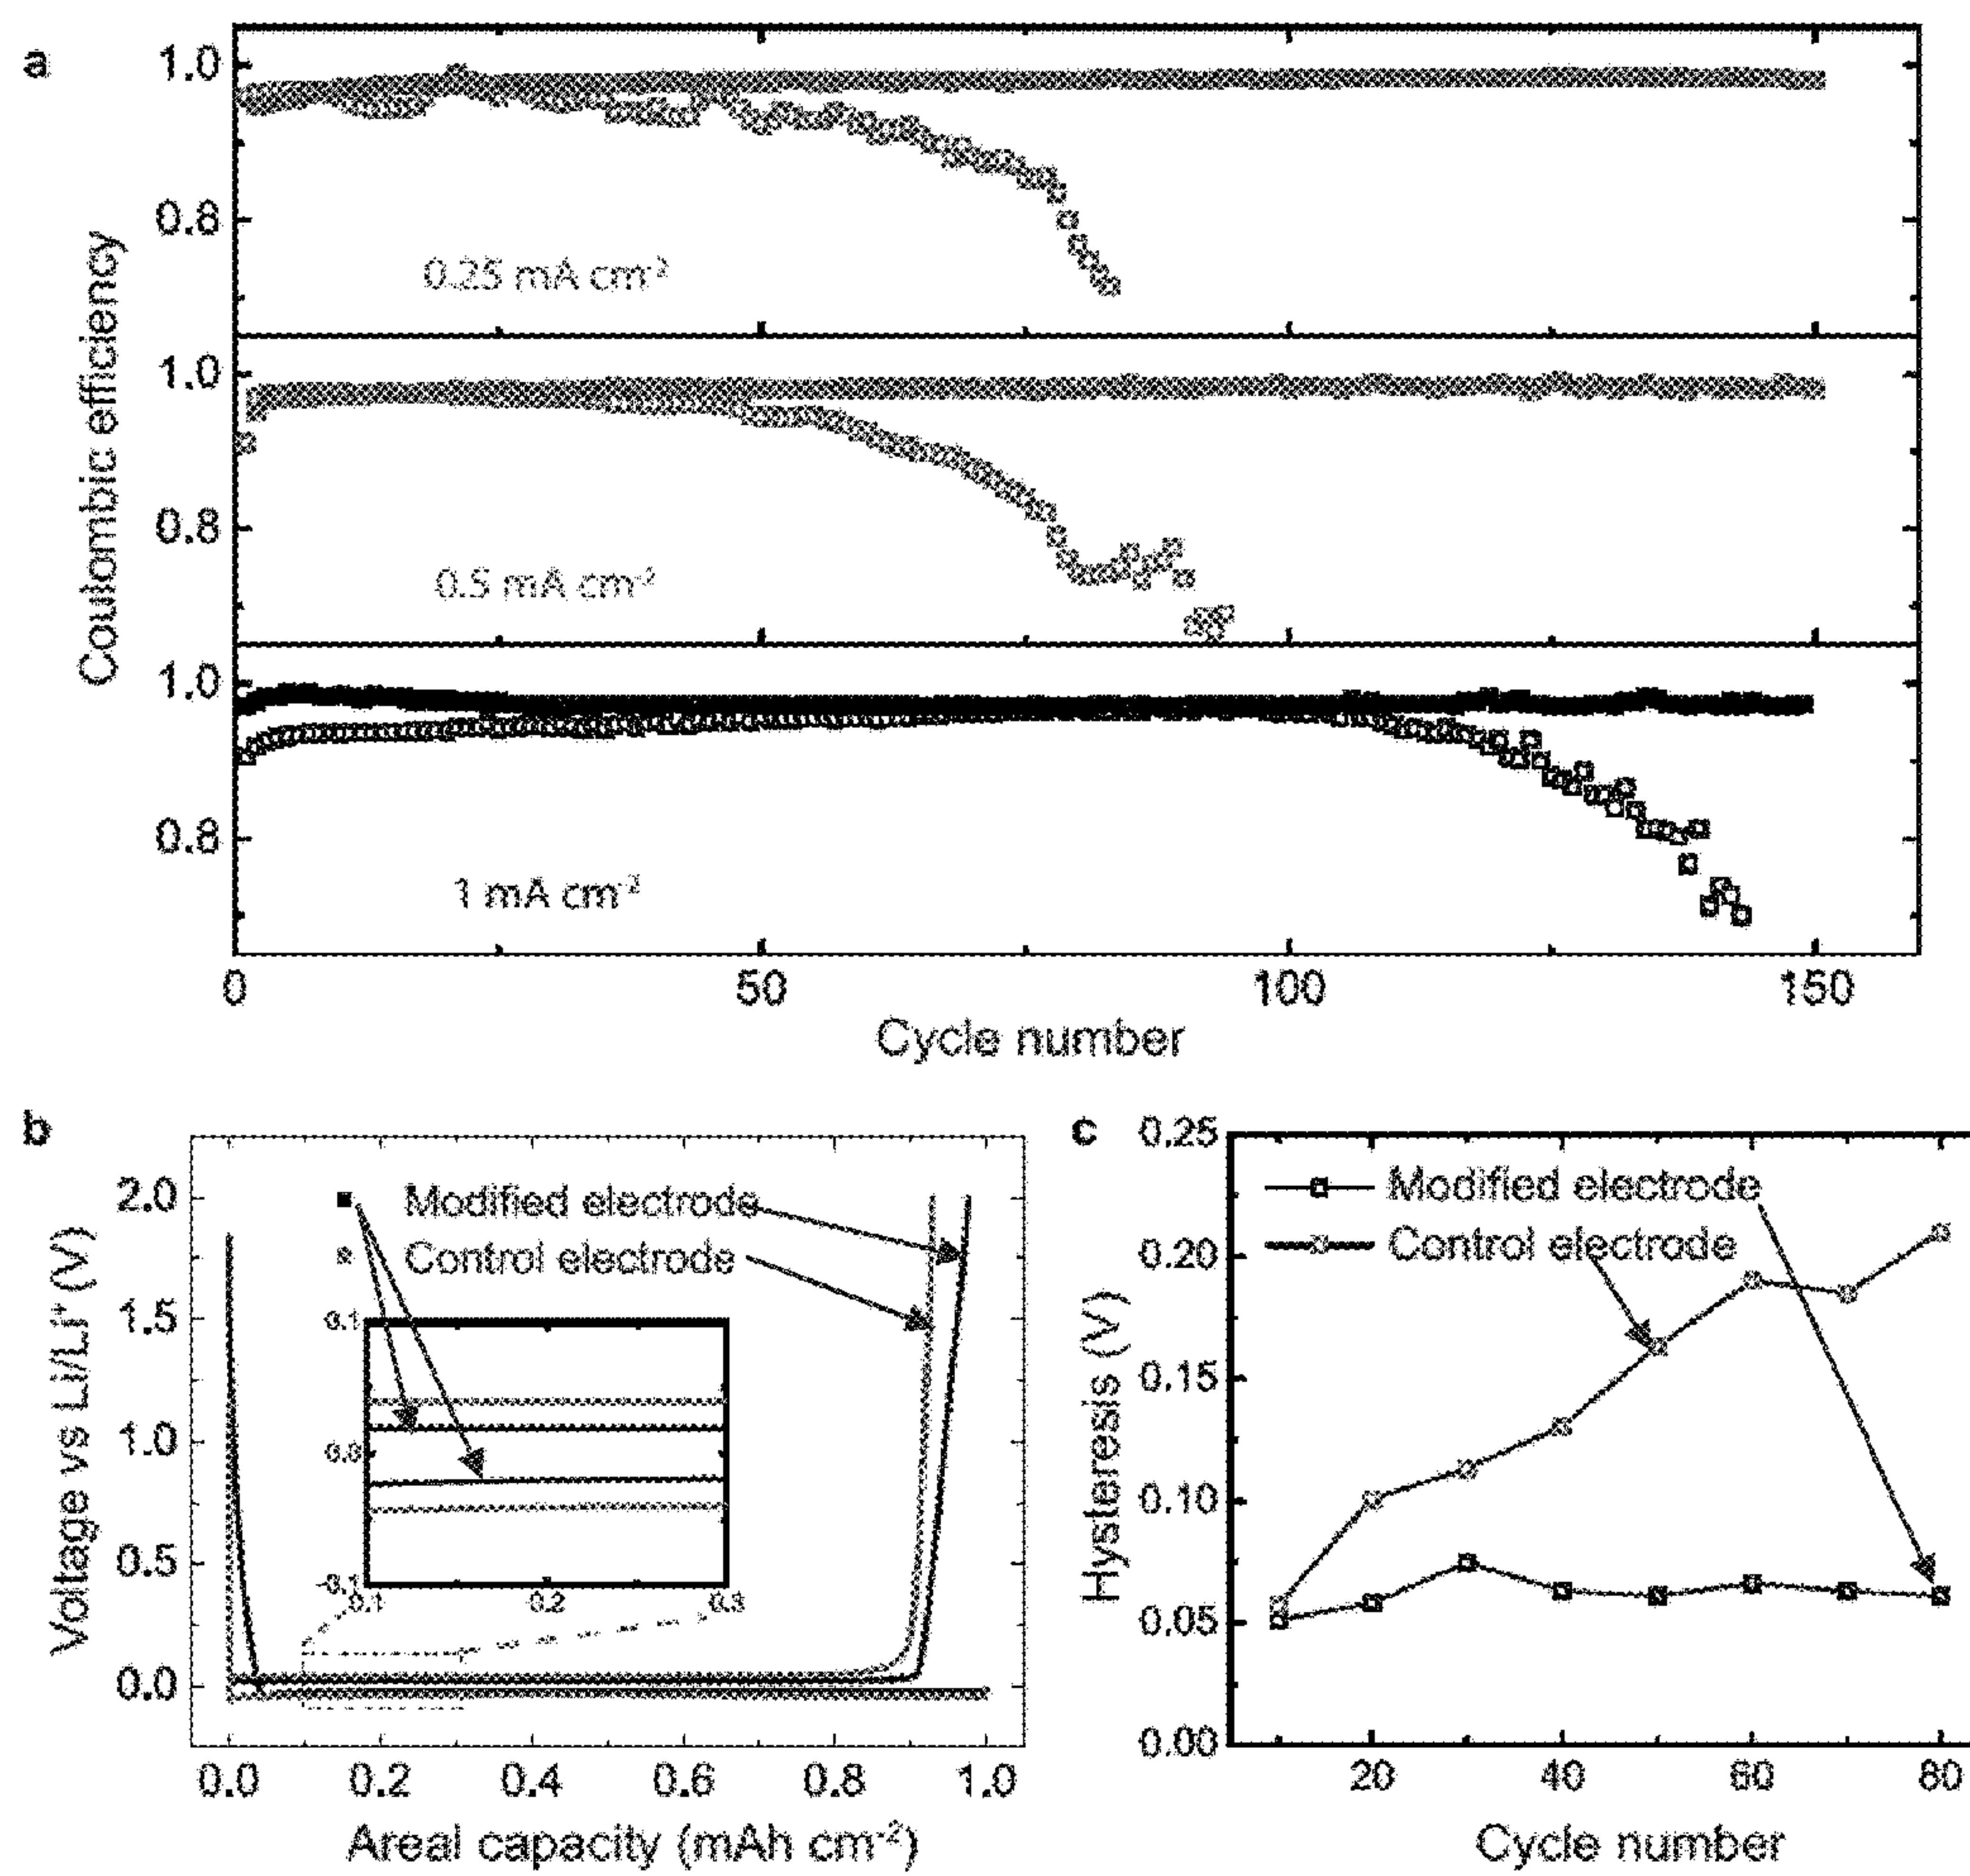 a
Coulombic efficiency
1.0
0.8
0.25 mA cm⁻²
1.0
0.8
0.5 mA cm⁻²
1.0
0.8
1 mA cm⁻²
0
50
100
150
Cycle number
b
Voltage vs Li/Li⁺ (V)
2.0
1.5
1.0
0.5
0.0
Modified electrode
Control electrode
0.1
0.0
-0.1
0.1
0.2
0.3
0.0
0.2
0.4
0.6
0.8
1.0
Areal capacity (mAh cm⁻²)
c
Hysteresis (V)
0.25
0.20
0.15
0.10
0.05
0.00
Modified electrode
Control electrode
20
40
60
80
Cycle number